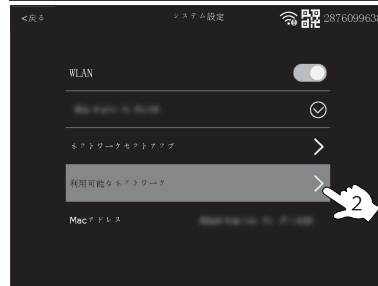 <戻る システム設定 2876099638
WLAN
ネットワークセットアップ
利用可能なネットワーク
2
Macアドレス